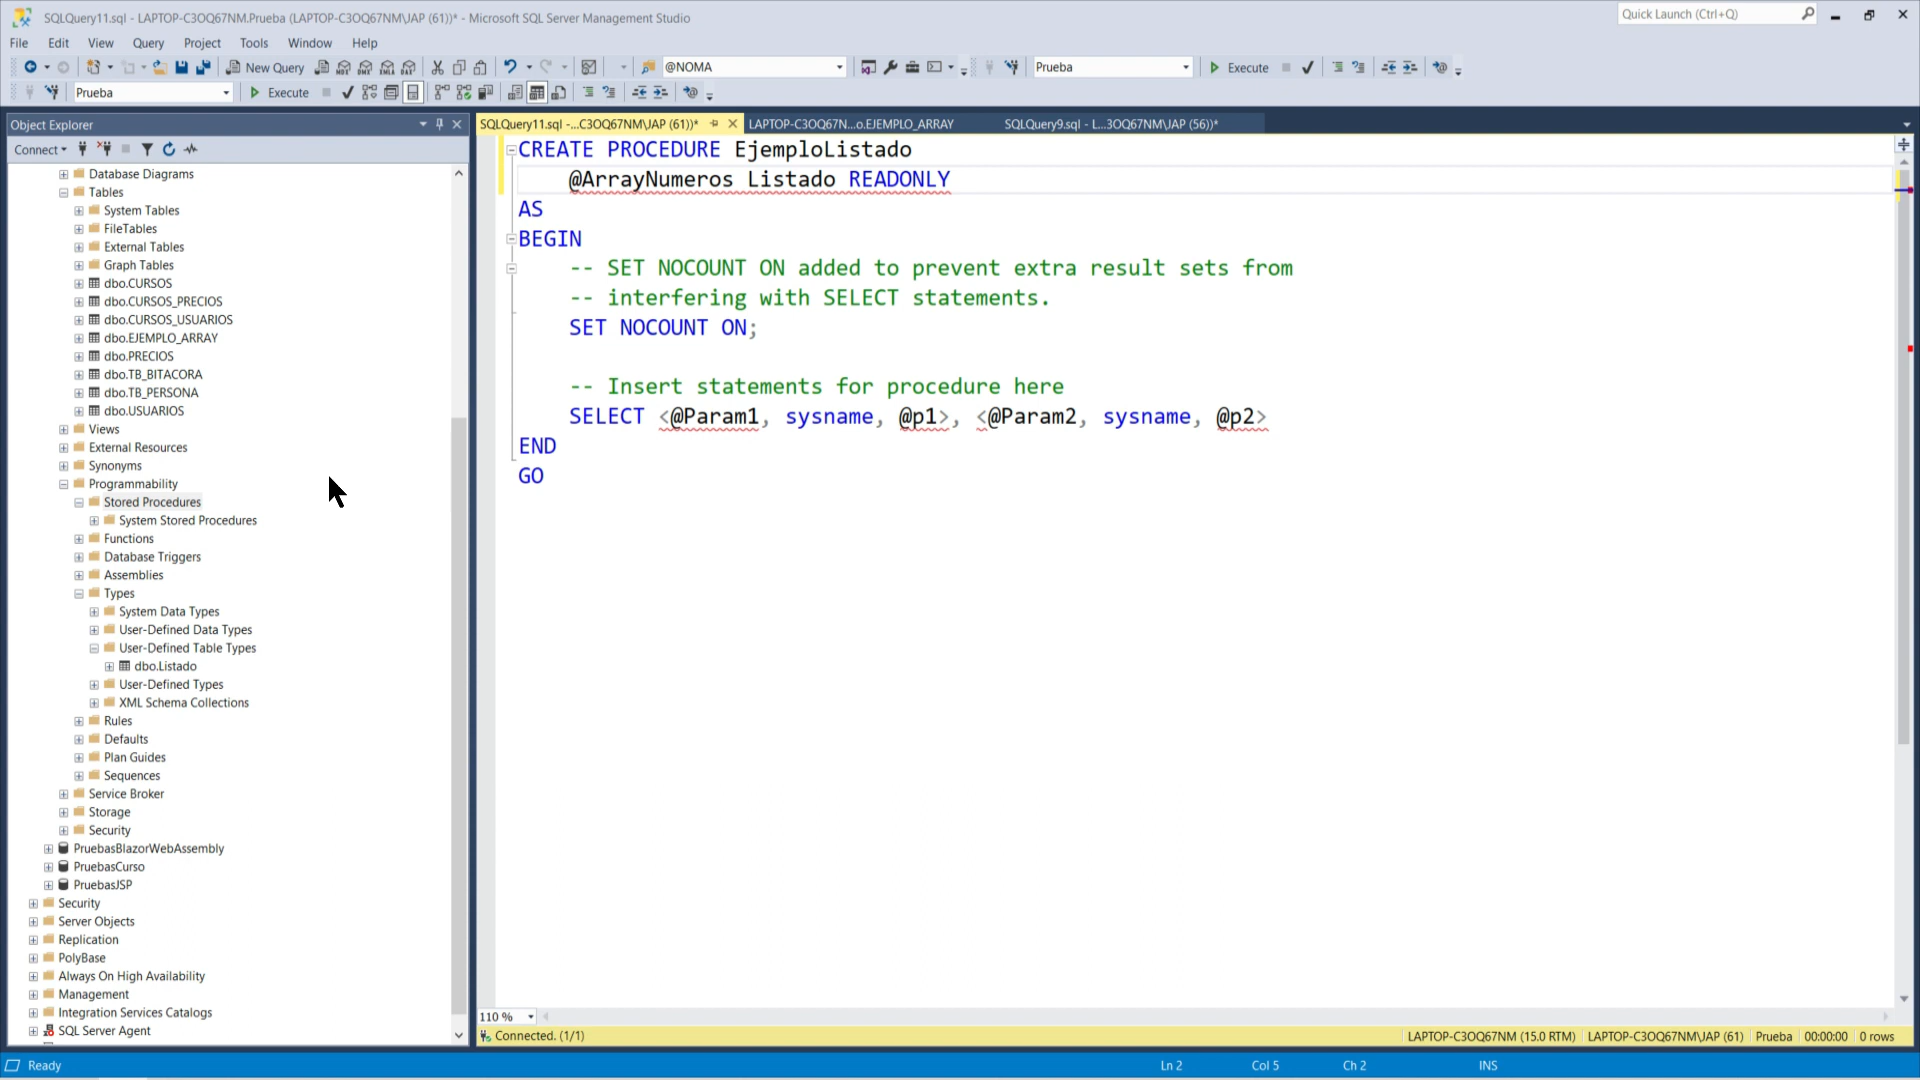 SQLQuery11.sql - LAPTOP-C3OQ67NM.Prueba (LAPTOP-C3OQ67NM\JAP (61))* - Microsoft SQL Server Management Studio
Quick Launch (Ctrl+Q)
File Edit View Query Project Tools Window Help
New Query @NOMA Prueba Execute
Prueba Execute
Object Explorer
SQLQuery11.sql -...C3OQ67NM\JAP (61))* LAPTOP-C3OQ67N...o.EJEMPLO_ARRAY SQLQuery9.sql - L...3OQ67NM\JAP (56))*
Connect
Database Diagrams
Tables
System Tables
FileTables
External Tables
Graph Tables
dbo.CURSOS
dbo.CURSOS_PRECIOS
dbo.CURSOS_USUARIOS
dbo.EJEMPLO_ARRAY
dbo.PRECIOS
dbo.TB_BITACORA
dbo.TB_PERSONA
dbo.USUARIOS
Views
External Resources
Synonyms
Programmability
Stored Procedures
System Stored Procedures
Functions
Database Triggers
Assemblies
Types
System Data Types
User-Defined Data Types
User-Defined Table Types
dbo.Listado
User-Defined Types
XML Schema Collections
Rules
Defaults
Plan Guides
Sequences
Service Broker
Storage
Security
PruebasBlazorWebAssembly
PruebasCurso
PruebasJSP
Security
Server Objects
Replication
PolyBase
Always On High Availability
Management
Integration Services Catalogs
SQL Server Agent
CREATE PROCEDURE EjemploListado
@ArrayNumeros Listado READONLY
AS
BEGIN
-- SET NOCOUNT ON added to prevent extra result sets from
-- interfering with SELECT statements.
SET NOCOUNT ON;
-- Insert statements for procedure here
SELECT <@Param1, sysname, @p1>, <@Param2, sysname, @p2>
END
GO
110 %
Connected. (1/1) LAPTOP-C3OQ67NM (15.0 RTM) LAPTOP-C3OQ67NM\JAP (61) Prueba 00:00:00 0 rows
Ready Ln 2 Col 5 Ch 2 INS